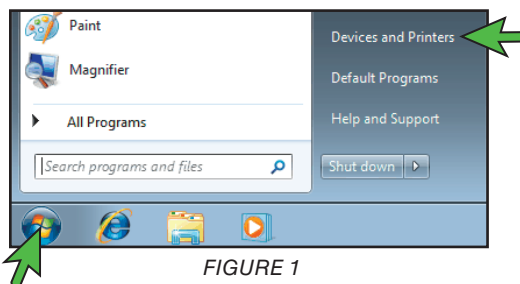 Paint
Magnifier
All Programs
Search programs and files
Devices and Printers
Default Programs
Help and Support
Shut down
FIGURE 1